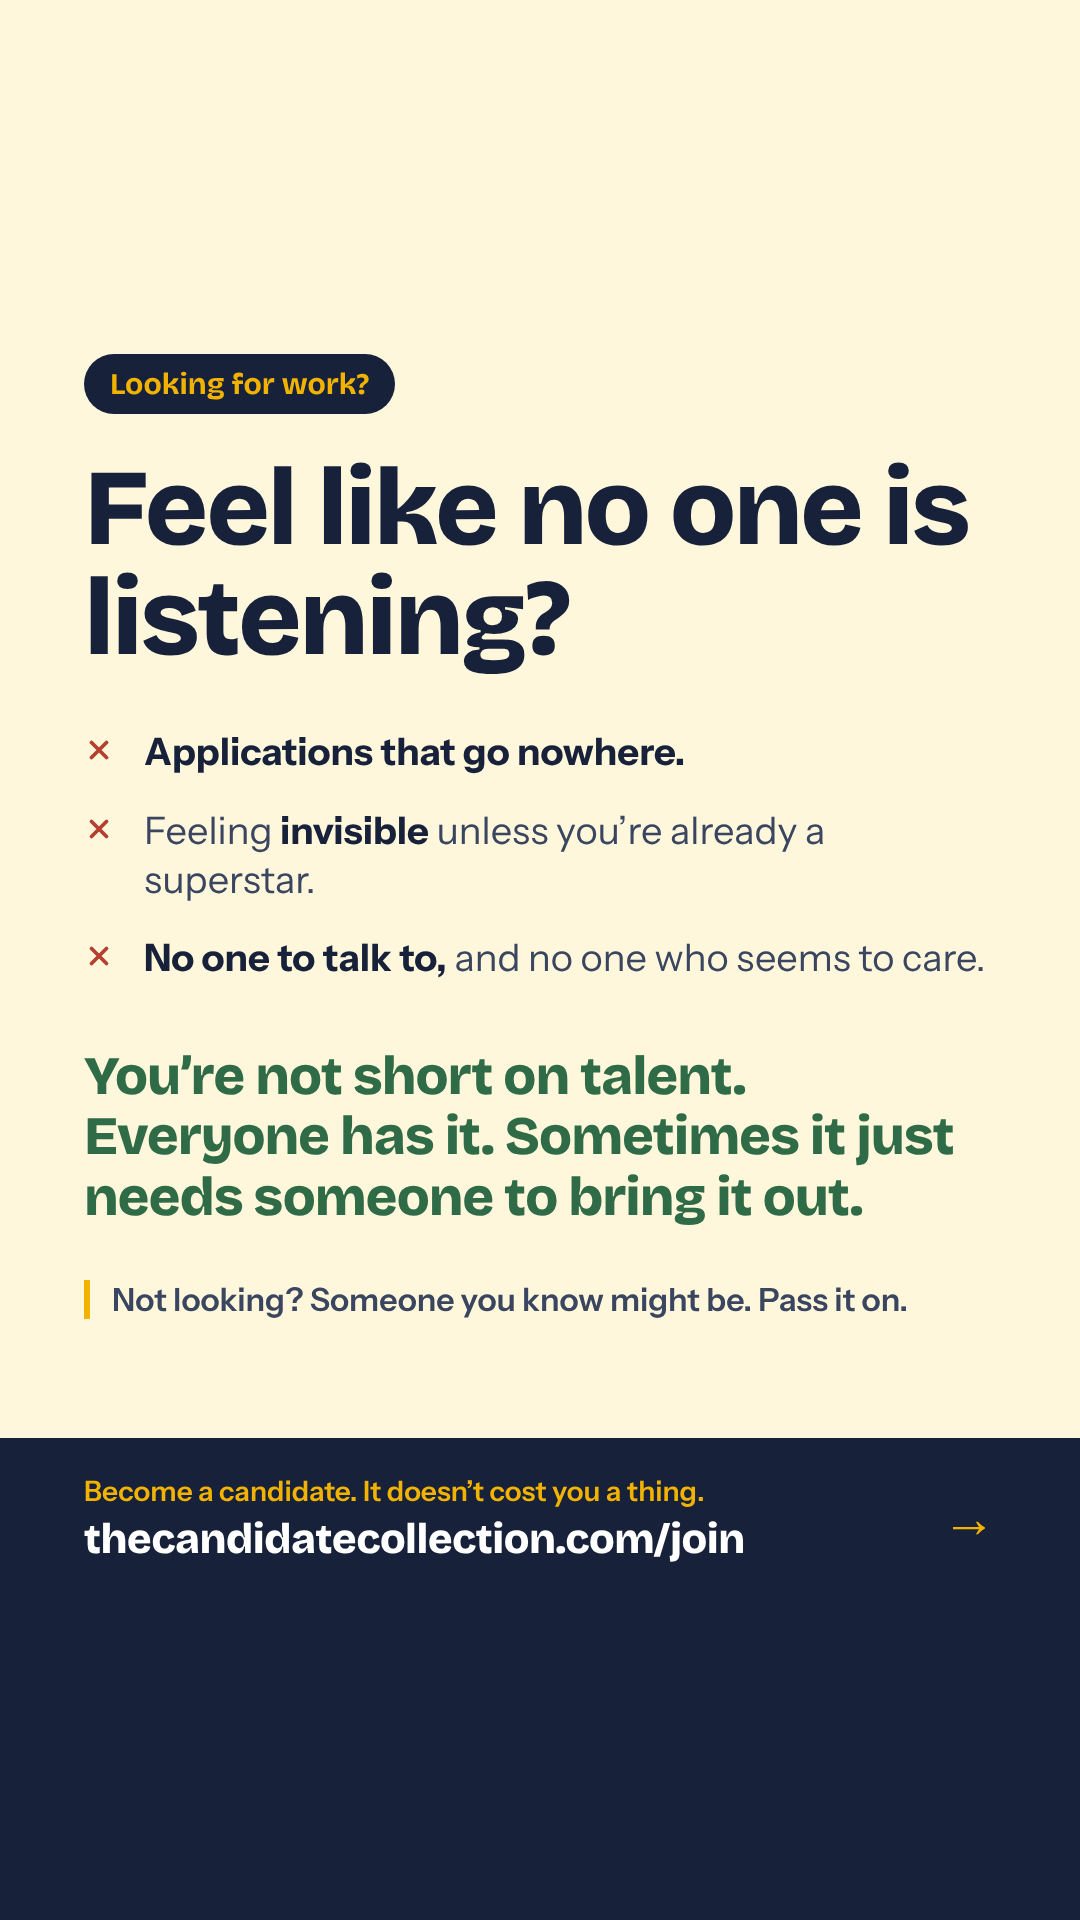 Looking for work?
Feel like no one is
listening?
× Applications that go nowhere.
× Feeling invisible unless you’re already a
superstar.
× No one to talk to, and no one who seems to care.
You’re not short on talent.
Everyone has it. Sometimes it just
needs someone to bring it out.
Not looking? Someone you know might be. Pass it on.
Become a candidate. It doesn’t cost you a thing.
thecandidatecollection.com/join →